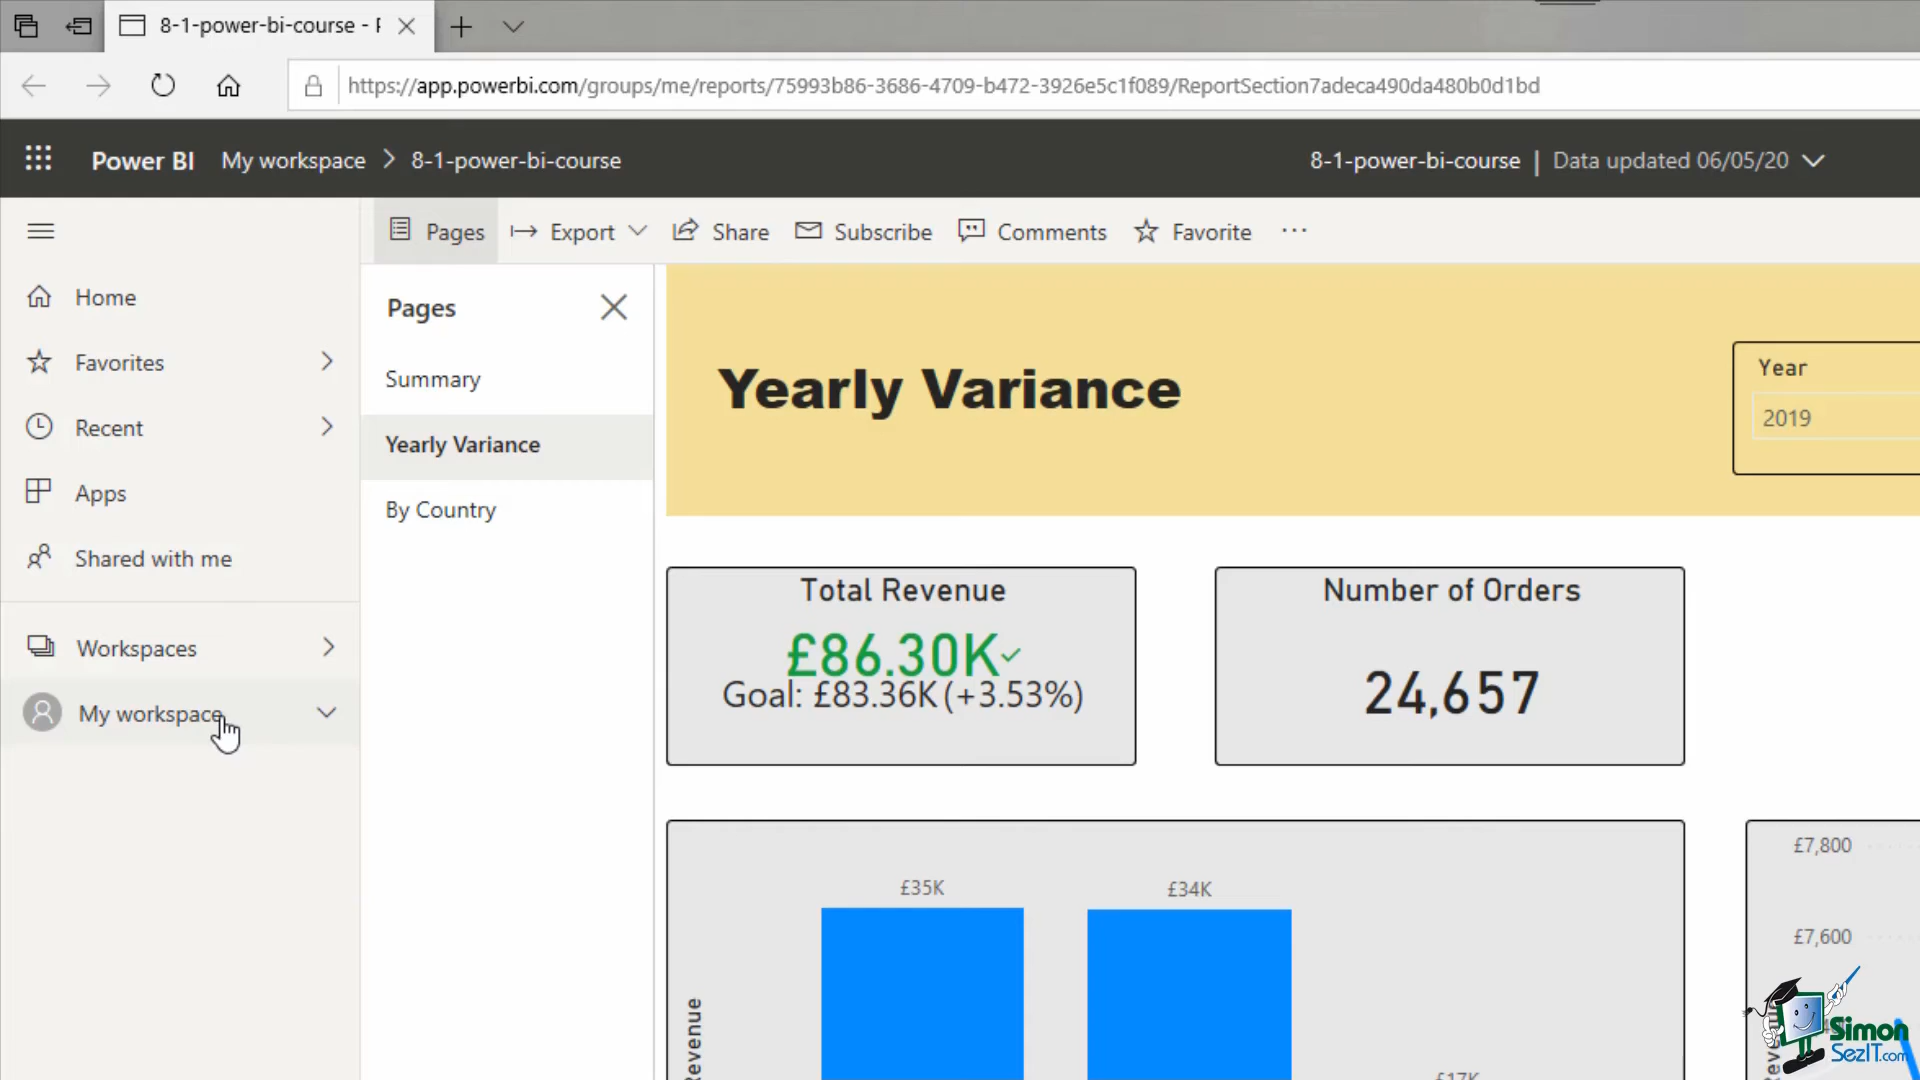 8-1-power-bi-course - F
https://app.powerbi.com/groups/me/reports/75993b86-3686-4709-b472-3926e5c1f089/ReportSection7adeca490da480b0d1bd
Power BI My workspace > 8-1-power-bi-course
8-1-power-bi-course | Data updated 06/05/20
Pages Export Share Subscribe Comments Favorite ...
Home
Favorites
Recent
Apps
Shared with me
Workspaces
My workspace
Pages
Summary
Yearly Variance
By Country
Yearly Variance
Year
2019
Total Revenue
£86.30K
Goal: £83.36K (+3.53%)
Number of Orders
24,657
£35K
£34K
£17K
Revenue
£7,800
£7,600
Simon
SezIT.com